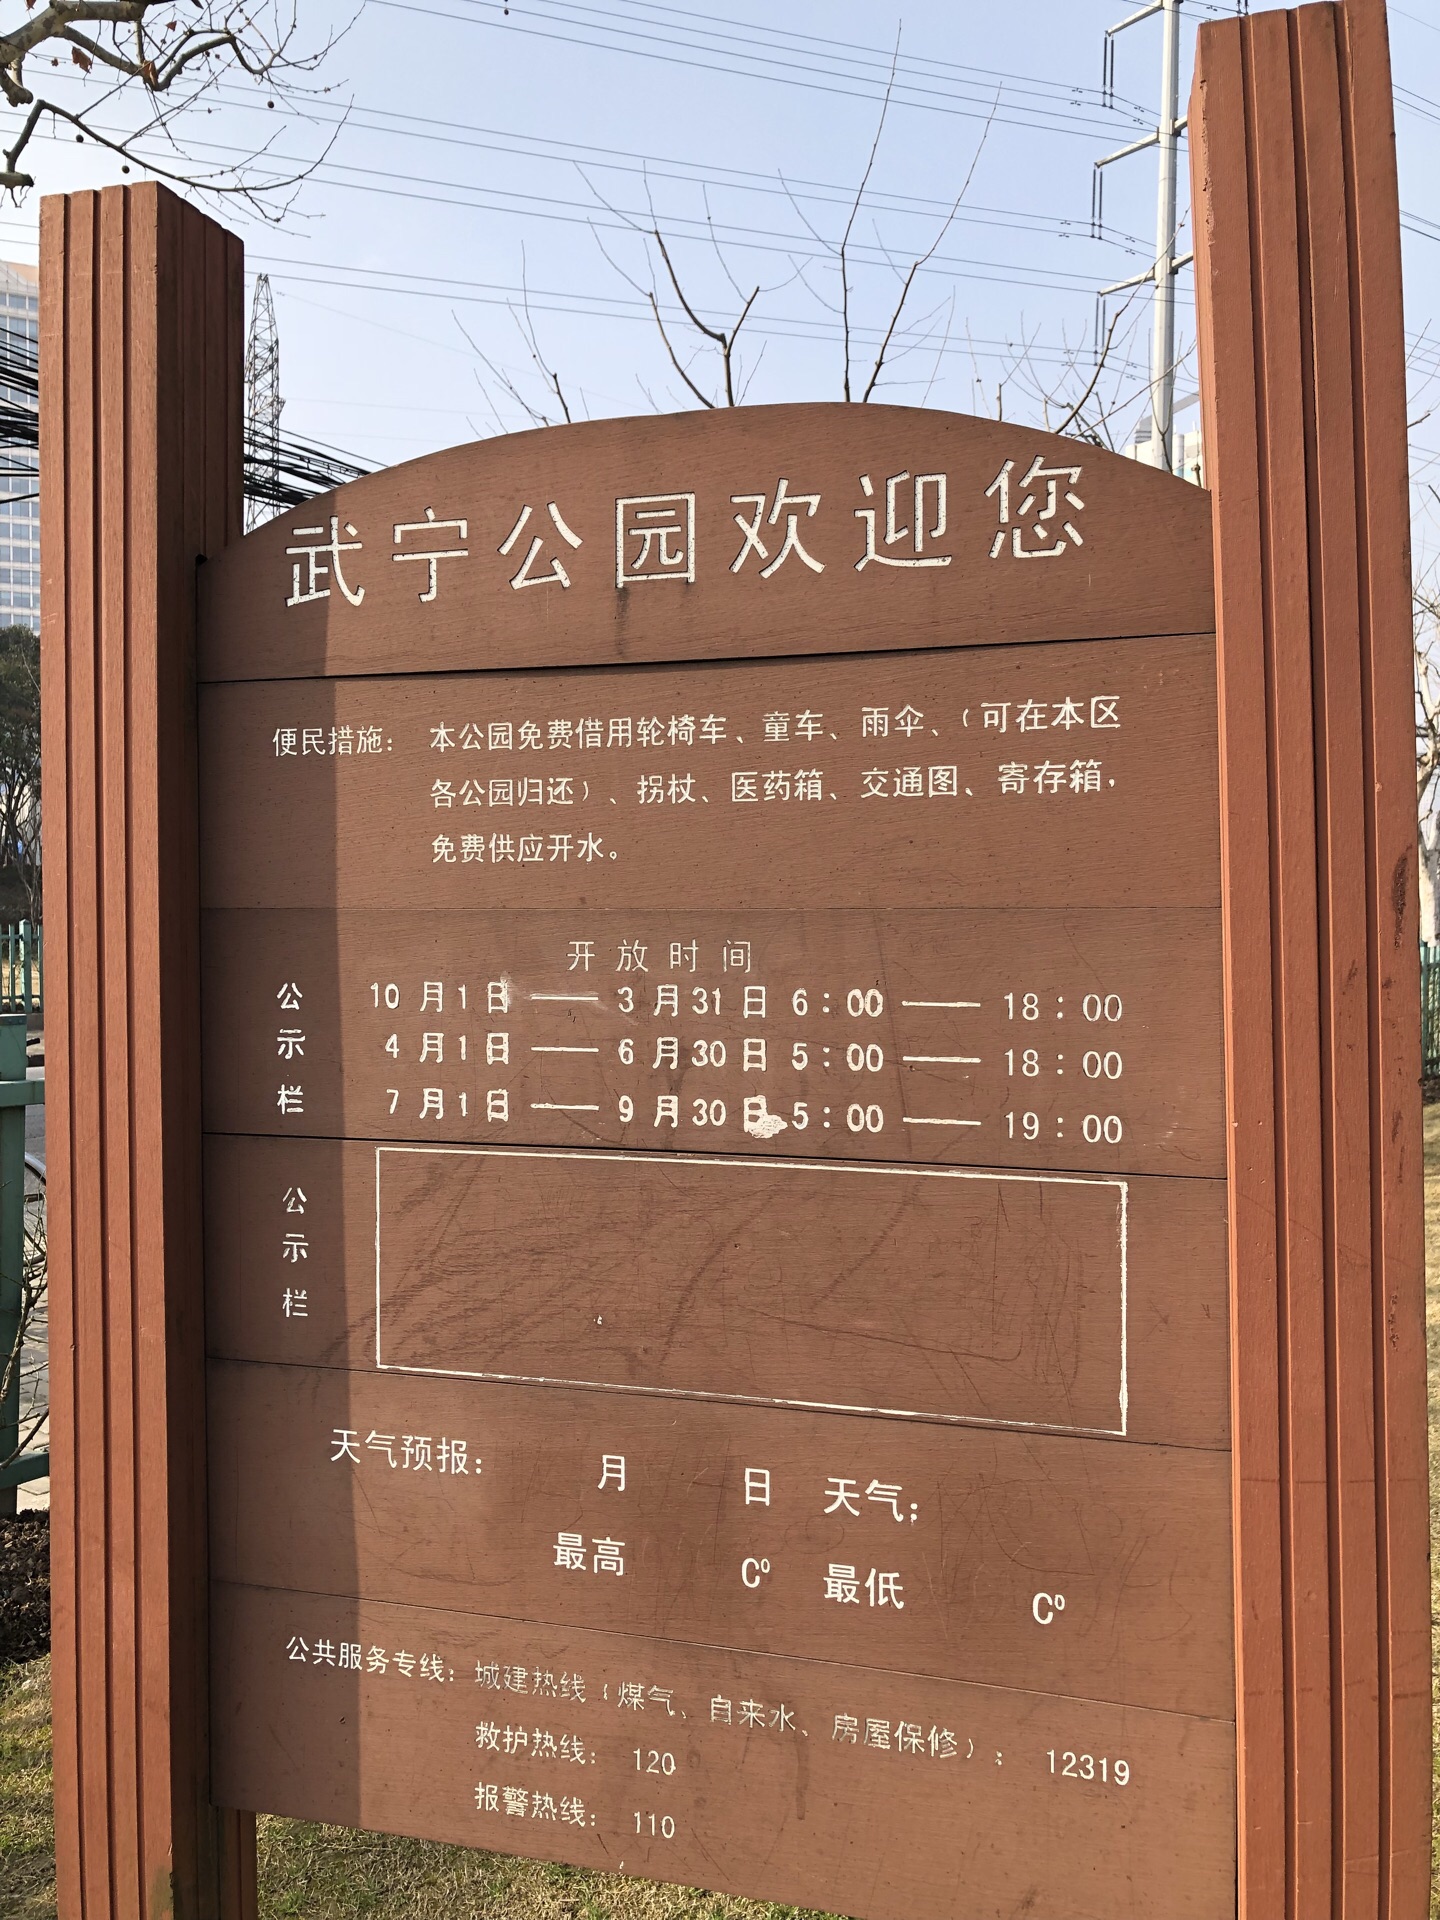 武宁公园欢迎您
便民措施： 本公园免费借用轮椅车、童车、雨伞、（可在本区
各公园归还）、拐杖、医药箱、交通图、寄存箱，
免费供应开水。
开放时间
公示栏
10月1日——3月31日 6：00——18：00
4月1日——6月30日 5：00——18：00
7月1日——9月30日 5：00——19：00
公示栏
天气预报： 月 日 天气；
最高 C⁰ 最低 C⁰
公共服务专线：城建热线（煤气、自来水、房屋保修）：12319
救护热线：120
报警热线：110